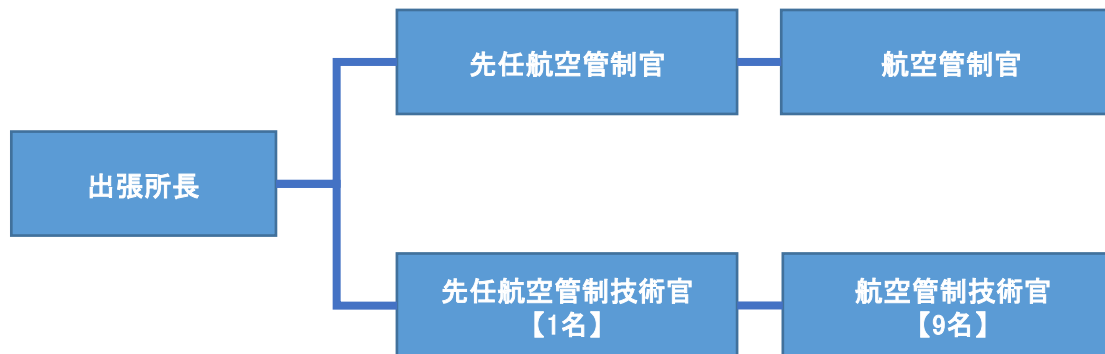 先任航空管制官
航空管制官
出張所長
先任航空管制技術官
【1名】
航空管制技術官
【9名】